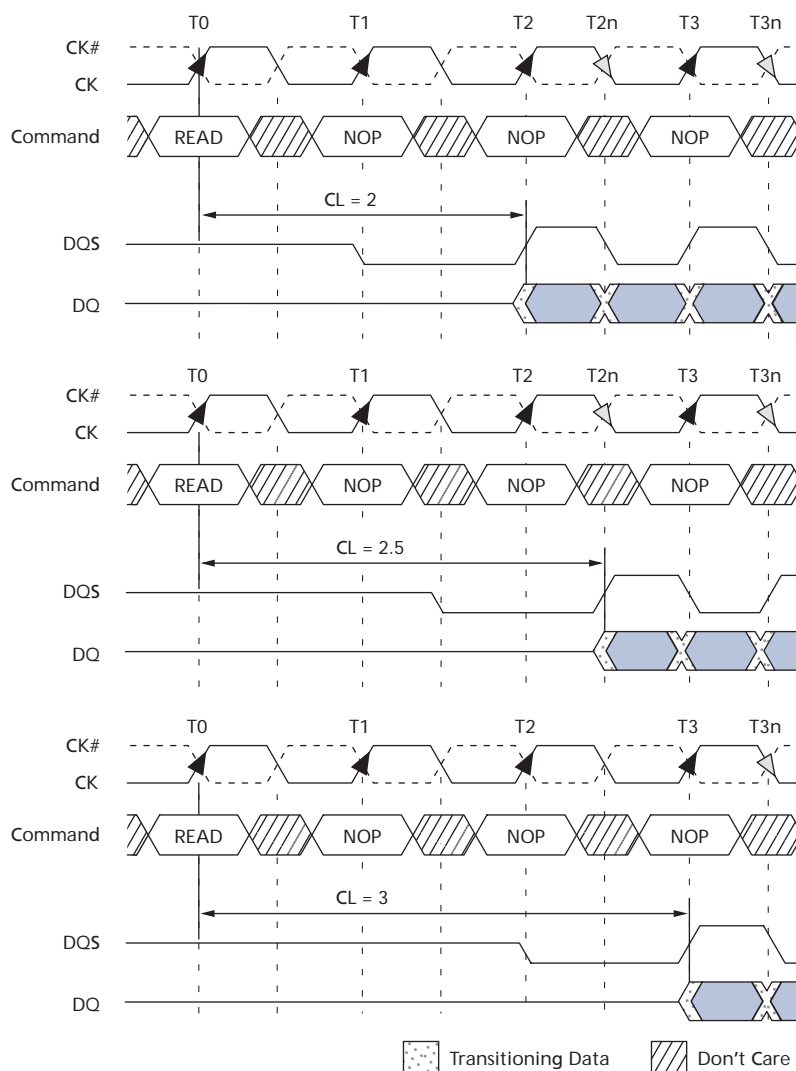 T0 T1 T2 T2n T3 T3n
CK#
CK
Command READ NOP NOP NOP
CL = 2
DQS
DQ
T0 T1 T2 T2n T3 T3n
CK#
CK
Command READ NOP NOP NOP
CL = 2.5
DQS
DQ
T0 T1 T2 T3 T3n
CK#
CK
Command READ NOP NOP NOP
CL = 3
DQS
DQ
Transitioning Data Don't Care